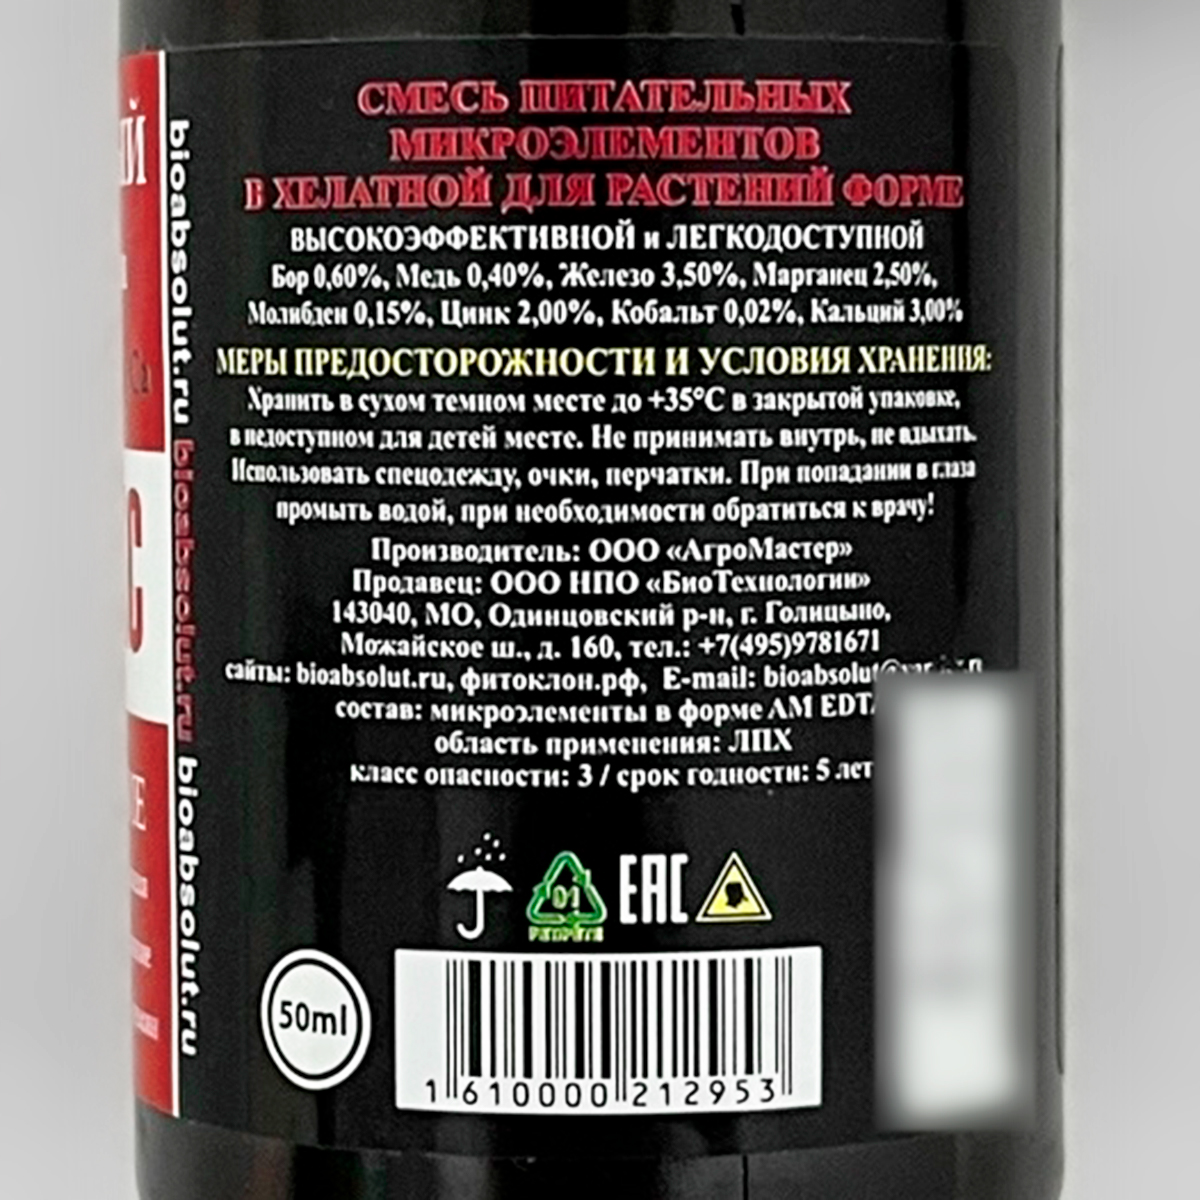 СМЕСЬ ПИТАТЕЛЬНЫХ
МИКРОЭЛЕМЕНТОВ
В ХЕЛАТНОЙ ДЛЯ РАСТЕНИЙ ФОРМЕ
ВЫСОКОЭФФЕКТИВНОЙ и ЛЕГКОДОСТУПНОЙ
Бор 0,60%, Медь 0,40%, Железо 3,50%, Марганец 2,50%,
Молибден 0,15%, Цинк 2,00%, Кобальт 0,02%, Кальций 3,00%
МЕРЫ ПРЕДОСТОРОЖНОСТИ И УСЛОВИЯ ХРАНЕНИЯ:
Хранить в сухом темном месте до +35°C в закрытой упаковке,
в недоступном для детей месте. Не принимать внутрь, не вдыхать.
Использовать спецодежду, очки, перчатки. При попадании в глаза
промыть водой, при необходимости обратиться к врачу!
Производитель: ООО «АгроМастер»
Продавец: ООО НПО «БиоТехнологии»
143040, МО, Одинцовский р-н, г. Голицыно,
Можайское ш., д. 160, тел.: +7(495)9781671
сайты: bioabsolut.ru, фитоклон.рф, E-mail: bioabsolut
состав: микроэлементы в форме АМ EDT
область применения: ЛПХ
класс опасности: 3 / срок годности: 5 лет
01
EAC
50ml
1 610000 212953
bioabsolut.ru bioabsolut.ru bioabsolut.ru